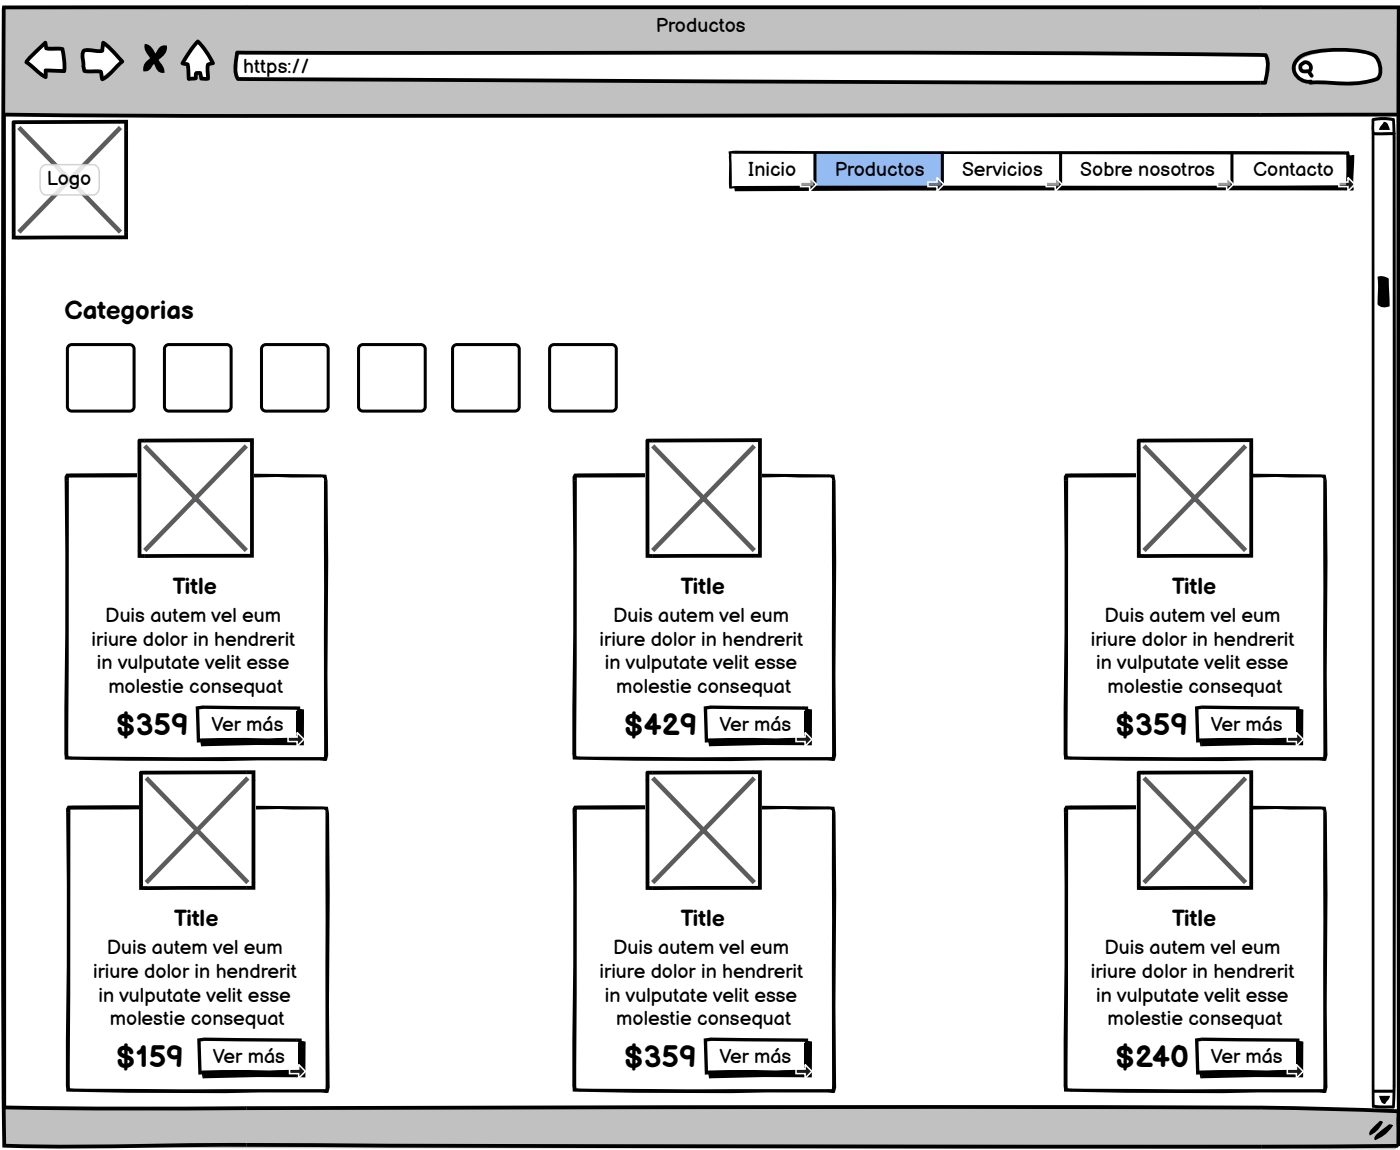 Productos
https://
Logo
Inicio Productos Servicios Sobre nosotros Contacto
Categorias
Title
Duis autem vel eum
iriure dolor in hendrerit
in vulputate velit esse
molestie consequat
$359 Ver más
Title
Duis autem vel eum
iriure dolor in hendrerit
in vulputate velit esse
molestie consequat
$429 Ver más
Title
Duis autem vel eum
iriure dolor in hendrerit
in vulputate velit esse
molestie consequat
$359 Ver más
Title
Duis autem vel eum
iriure dolor in hendrerit
in vulputate velit esse
molestie consequat
$159 Ver más
Title
Duis autem vel eum
iriure dolor in hendrerit
in vulputate velit esse
molestie consequat
$359 Ver más
Title
Duis autem vel eum
iriure dolor in hendrerit
in vulputate velit esse
molestie consequat
$240 Ver más